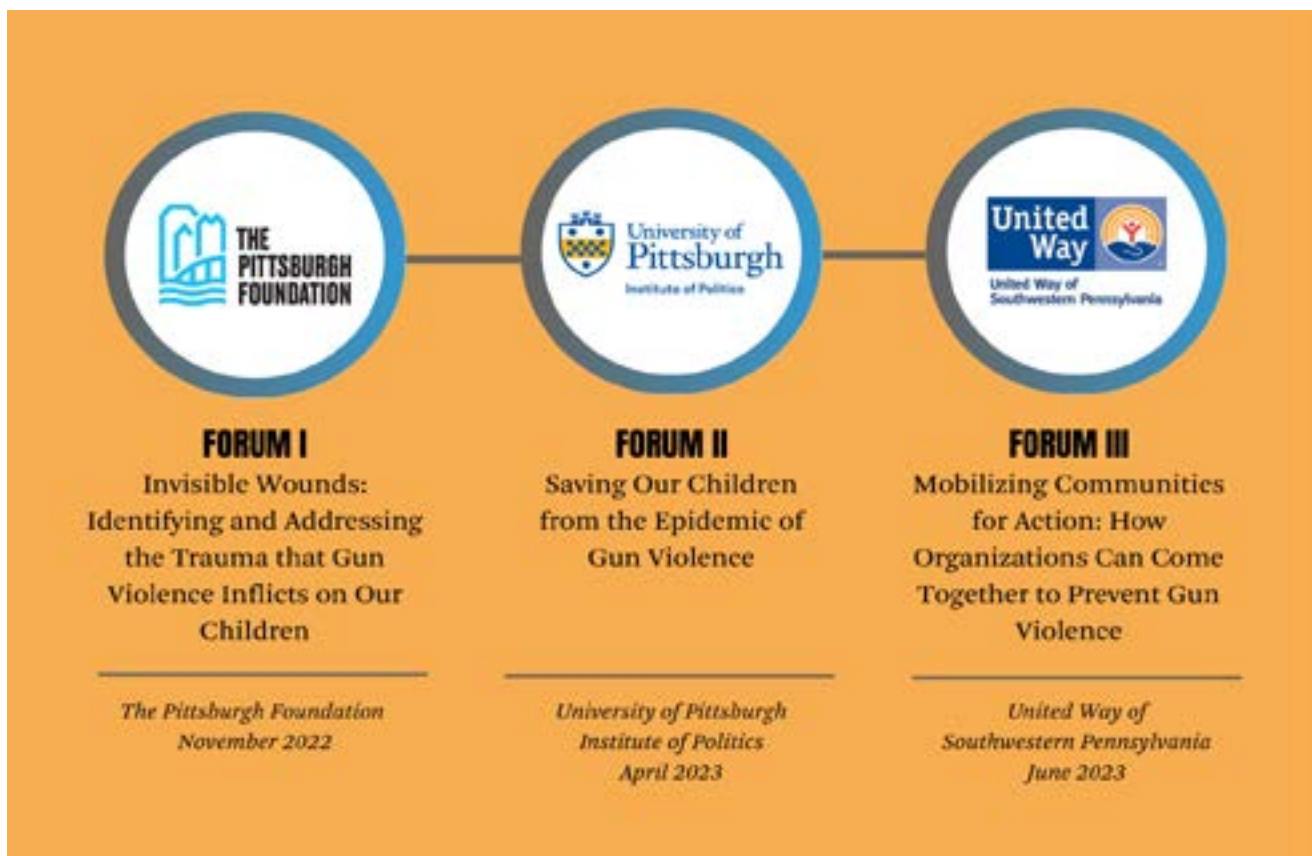 THE
PITTSBURGH
FOUNDATION
FORUM I
Invisible Wounds:
Identifying and Addressing
the Trauma that Gun
Violence Inflicts on Our
Children
The Pittsburgh Foundation
November 2022
University of
Pittsburgh
Institute of Politics
FORUM II
Saving Our Children
from the Epidemic of
Gun Violence
University of Pittsburgh
Institute of Politics
April 2023
United
Way
United Way of
Southwestern Pennsylvania
FORUM III
Mobilizing Communities
for Action: How
Organizations Can Come
Together to Prevent Gun
Violence
United Way of
Southwestern Pennsylvania
June 2023